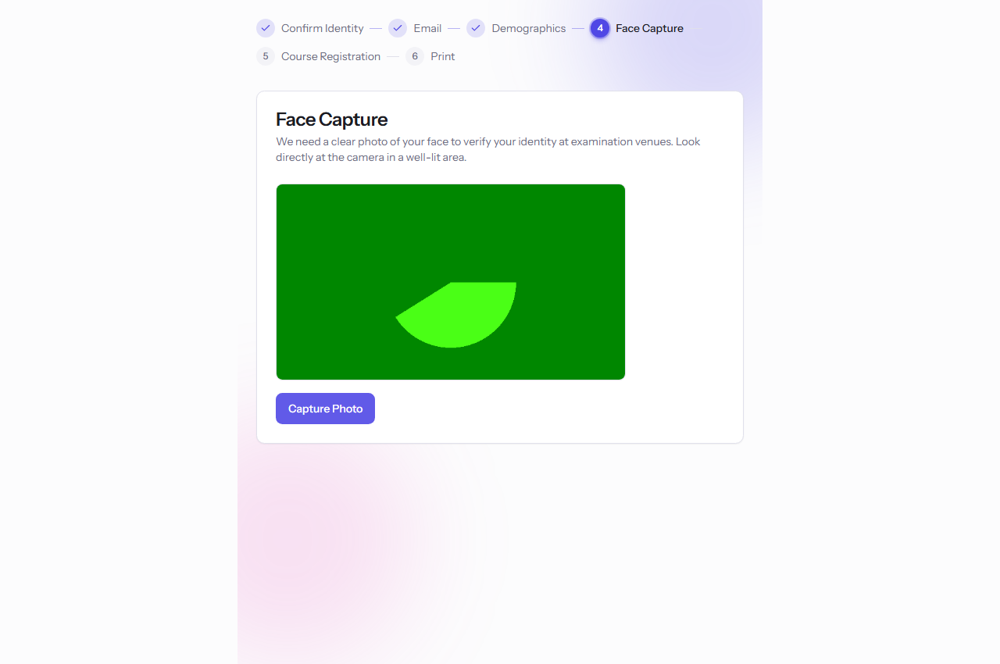 Confirm Identity Email Demographics 4 Face Capture
5 Course Registration 6 Print
Face Capture
We need a clear photo of your face to verify your identity at examination venues. Look
directly at the camera in a well-lit area.
Capture Photo